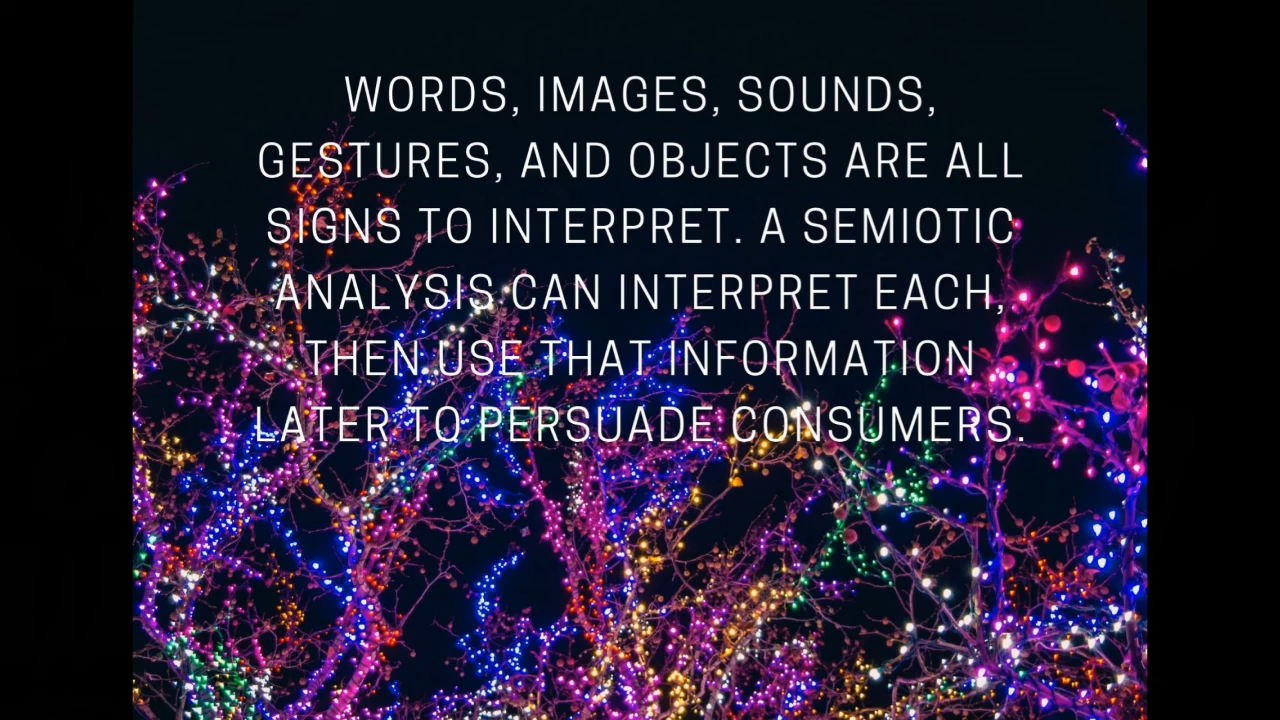 WORDS, IMAGES, SOUNDS,
GESTURES, AND OBJECTS ARE ALL
SIGNS TO INTERPRET. A SEMIOTIC
ANALYSIS CAN INTERPRET EACH,
THEN USE THAT INFORMATION
LATER TO PERSUADE CONSUMERS.